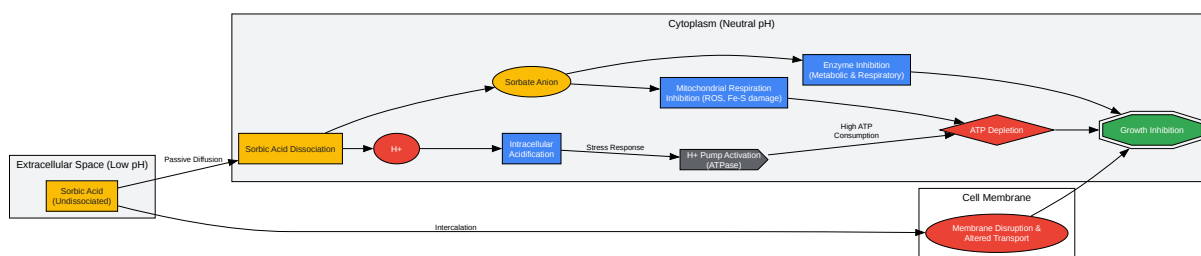 Cytoplasm (Neutral pH)
Sorbate Anion
Enzyme Inhibition
(Metabolic & Respiratory)
Mitochondrial Respiration
Inhibition (ROS, Fe-S damage)
High ATP
Consumption
ATP Depletion
Growth Inhibition
Sorbic Acid Dissociation
H+
Intracellular
Acidification
Stress Response
H+ Pump Activation
(ATPase)
Extracellular Space (Low pH)
Passive Diffusion
Sorbic Acid
(Undissociated)
Intercalation
Cell Membrane
Membrane Disruption &
Altered Transport